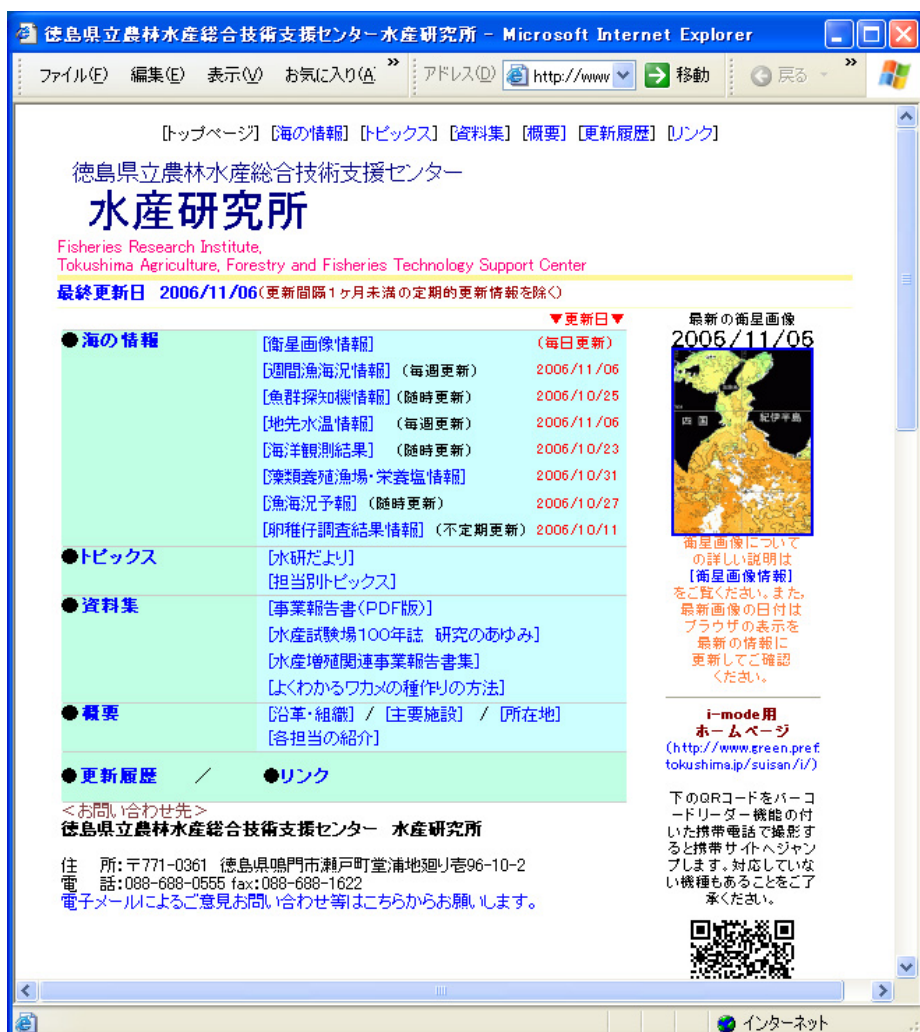 徳島県立農林水産総合技術支援センター水産研究所 - Microsoft Internet Explorer
ファイル(F) 編集(E) 表示(V) お気に入り(A) » アドレス(D) http://www 移動 戻る »
[トップページ] [海の情報] [トピックス] [資料集] [概要] [更新履歴] [リンク]
徳島県立農林水産総合技術支援センター
水産研究所
Fisheries Research Institute,
Tokushima Agriculture, Forestry and Fisheries Technology Support Center
最終更新日 2006/11/06(更新間隔1ヶ月未満の定期的更新情報を除く)
▼更新日▼
●海の情報
[衛星画像情報] (毎日更新)
[週間漁海況情報] (毎週更新) 2006/11/06
[魚群探知機情報] (随時更新) 2006/10/25
[地先水温情報] (毎週更新) 2006/11/06
[海洋観測結果] (随時更新) 2006/10/23
[藻類養殖漁場・栄養塩情報] 2006/10/31
[漁海況予報] (随時更新) 2006/10/27
[卵稚仔調査結果情報] (不定期更新) 2006/10/11
●トピックス
[水研だより]
[担当別トピックス]
●資料集
[事業報告書(PDF版)]
[水産試験場100年誌 研究のあゆみ]
[水産増殖関連事業報告書集]
[よくわかるワカメの種作りの方法]
●概要
[沿革・組織] / [主要施設] / [所在地]
[各担当の紹介]
●更新履歴 / ●リンク
<お問い合わせ先>
徳島県立農林水産総合技術支援センター 水産研究所
住 所:〒771-0361 徳島県鳴門市瀬戸町堂浦地廻り壱96-10-2
電 話:088-688-0555 fax:088-688-1622
電子メールによるご意見お問い合わせ等はこちらからお願いします。
最新の衛星画像
2006/11/06
四 国 紀伊半島
衛星画像について
の詳しい説明は
[衛星画像情報]
をご覧ください。また、
最新画像の日付は
ブラウザの表示を
最新の情報に
更新してご確認
ください。
i-mode用
ホームページ
(http://www.green.pref.
tokushima.jp/suisan/i/)
下のQRコードをバーコ
ードリーダー機能の付
いた携帯電話で撮影す
ると携帯サイトへジャン
プします。対応していな
い機種もあることをご了
承ください。
インターネット